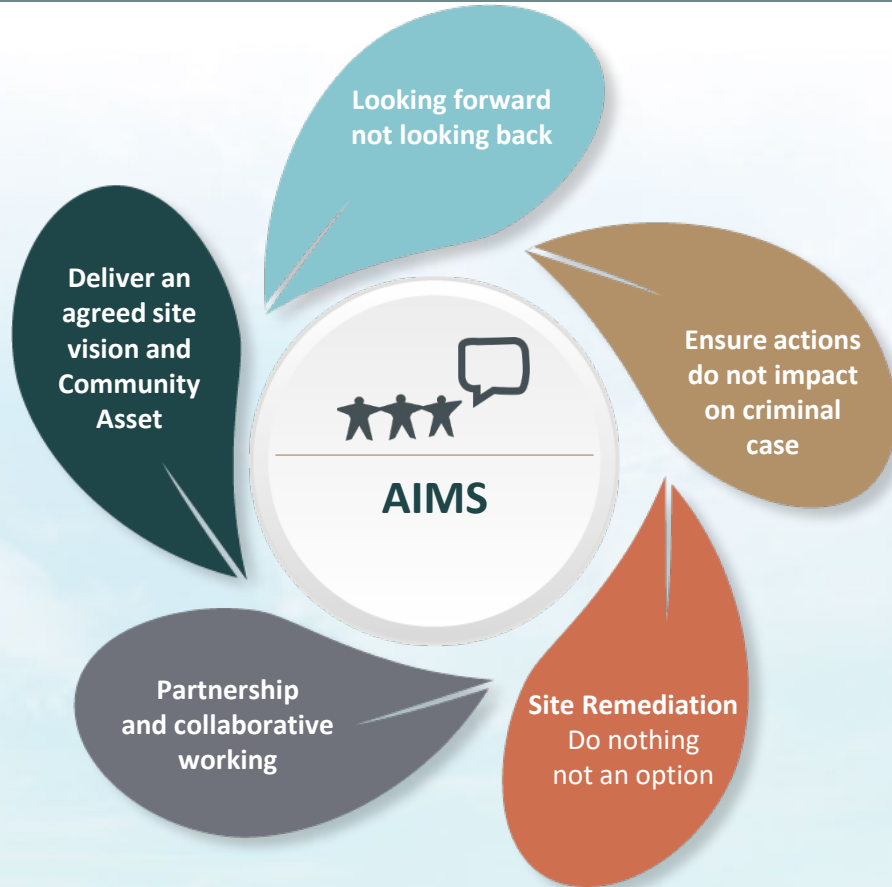 Looking forward
not looking back
Ensure actions
do not impact
on criminal
case
Site Remediation
Do nothing
not an option
Partnership
and collaborative
working
Deliver an
agreed site
vision and
Community
Asset
AIMS